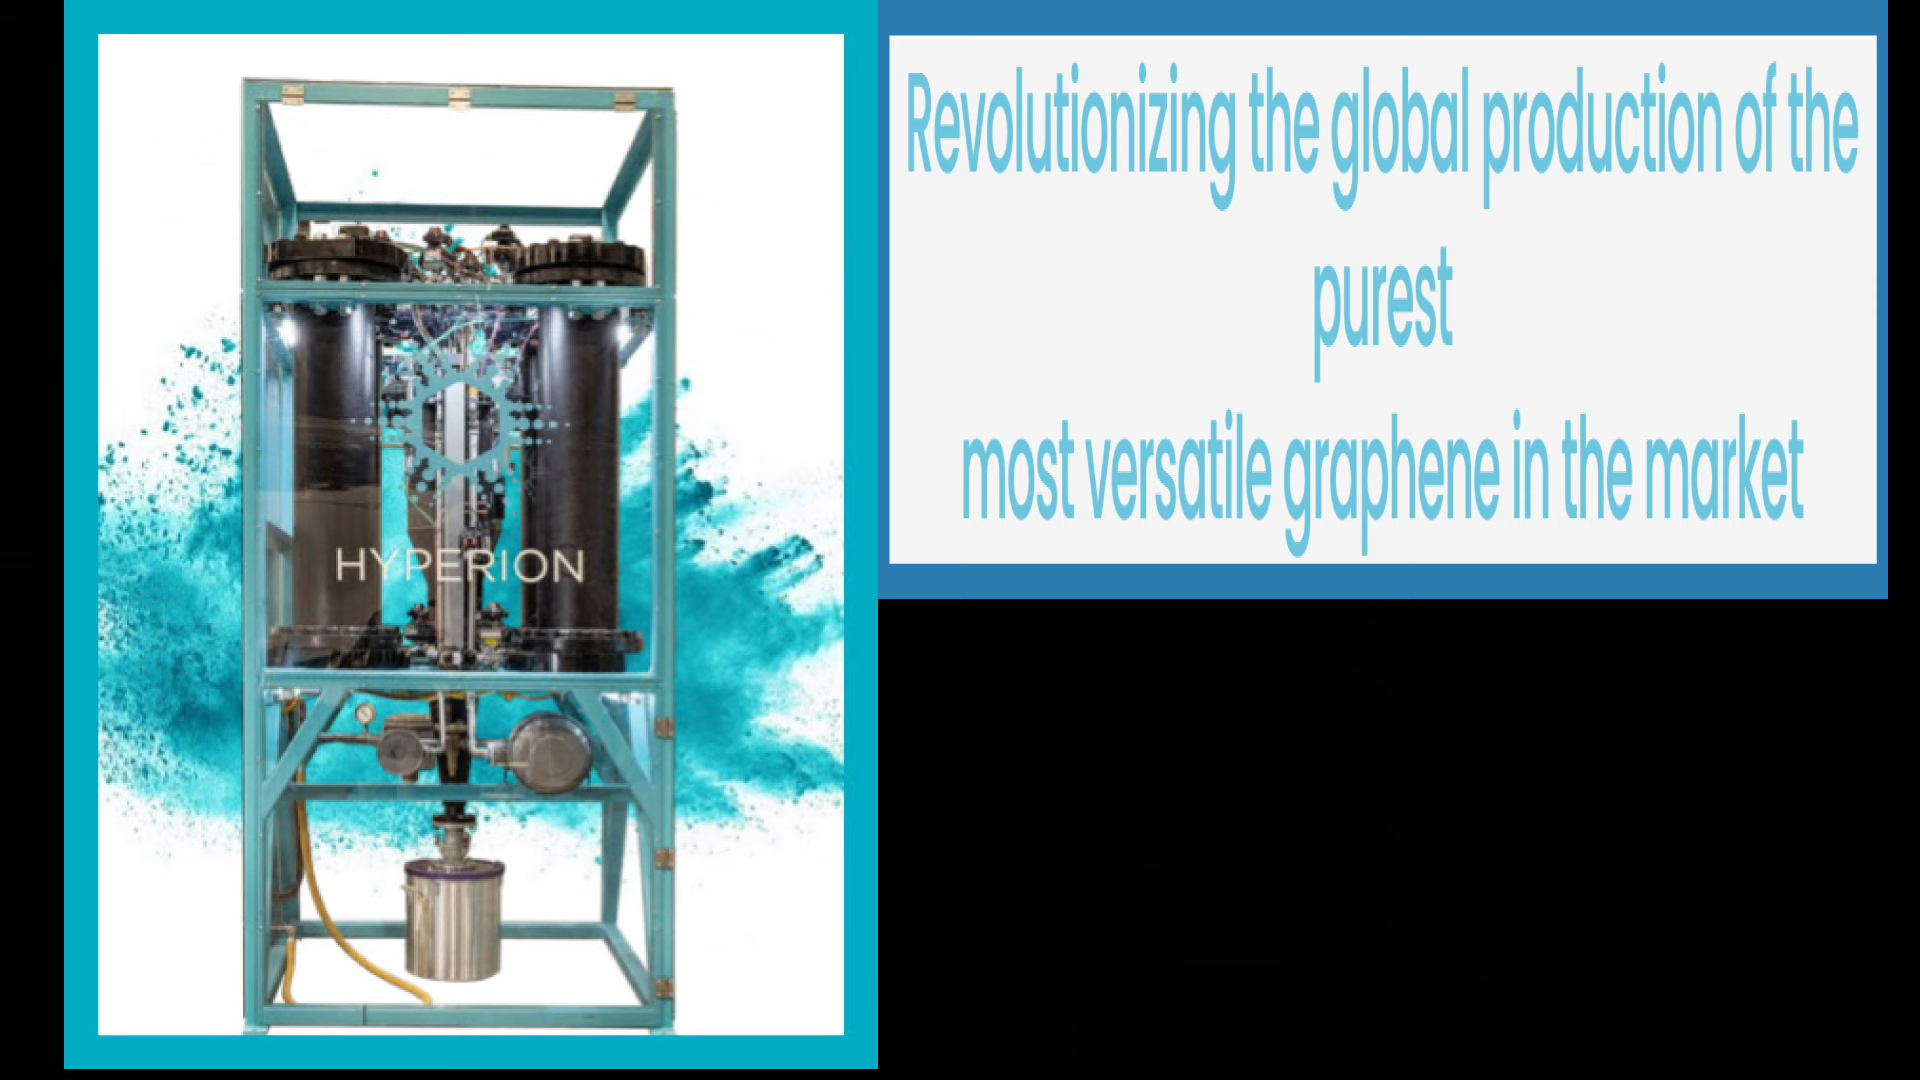 HYPERION
Revolutionizing the global production of the
purest
most versatile graphene in the market